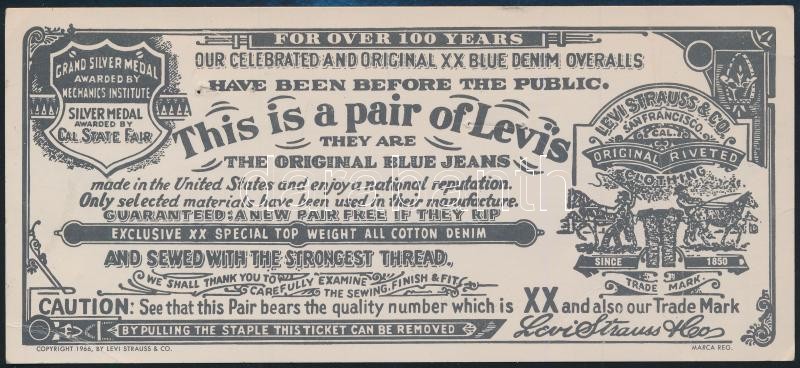 FOR OVER 100 YEARS
GRAND SILVER MEDAL
AWARDED BY
MECHANICS INSTITUTE
SILVER MEDAL
AWARDED BY
CAL. STATE FAIR
OUR CELEBRATED AND ORIGINAL XX BLUE DENIM OVERALLS
HAVE BEEN BEFORE THE PUBLIC.
This is a pair of Levi's
THEY ARE
THE ORIGINAL BLUE JEANS
made in the United States and enjoy a national reputation.
Only selected materials have been used in their manufacture.
GUARANTEED: A NEW PAIR FREE IF THEY RIP
EXCLUSIVE XX SPECIAL TOP WEIGHT ALL COTTON DENIM
AND SEWED WITH THE STRONGEST THREAD.
WE SHALL THANK YOU TO
CAREFULLY EXAMINE
THE SEWING, FINISH & FIT
LEVI STRAUSS & CO.
SAN FRANCISCO,
CAL.
ORIGINAL RIVETED
CLOTHING
SINCE 1850
TRADE MARK.
CAUTION: See that this Pair bears the quality number which is XX and also our Trade Mark
BY PULLING THE STAPLE THIS TICKET CAN BE REMOVED
Levi Strauss & Co
COPYRIGHT 1966, BY LEVI STRAUSS & CO.
MARCA REG.